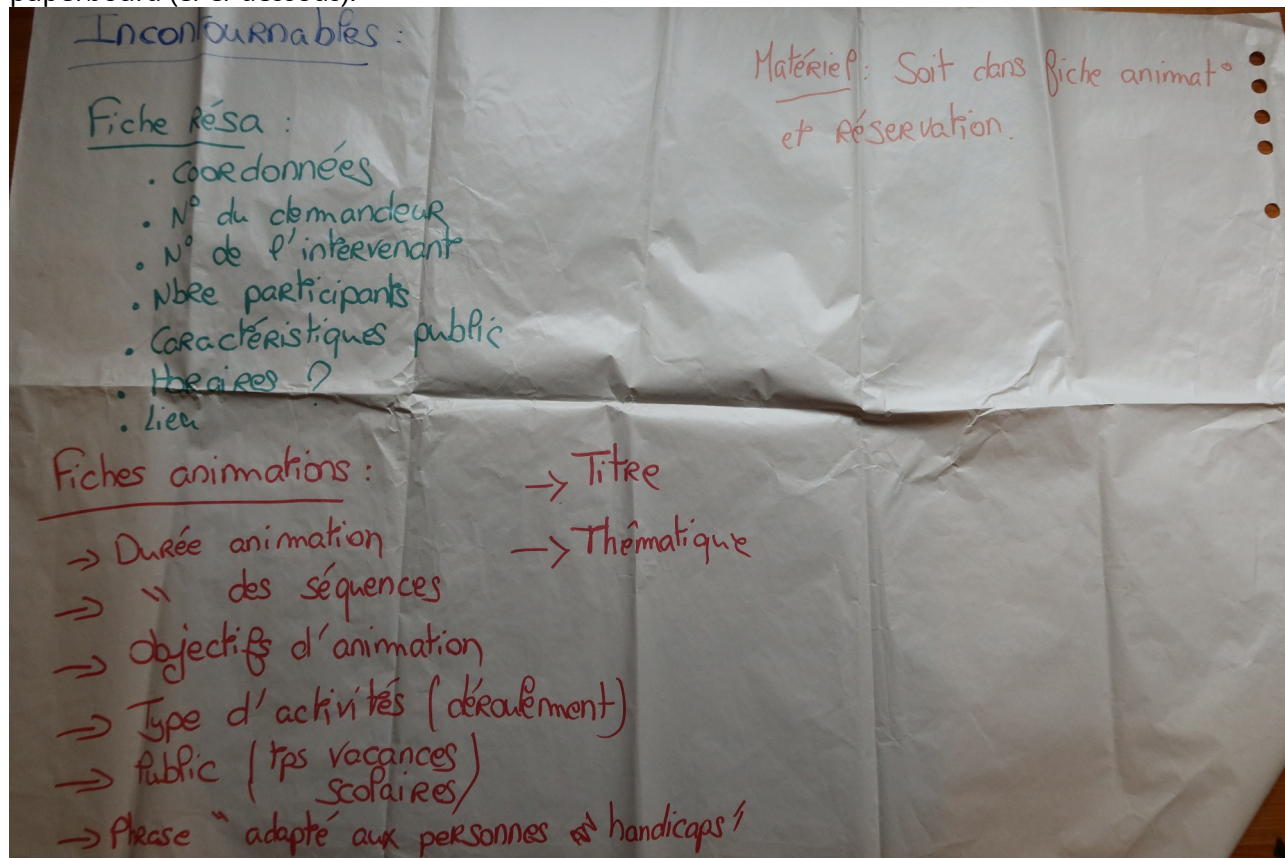 Incontournables :
Matériel : Soit dans fiche animat°
et réservation.
Fiche Résa :
. coordonnées
. N° du demandeur
. N° de l'intervenant
. Nbre participants
. Caractéristiques public
. Horaires ?
. Lieu
Fiches animations :
-> Durée animation
-> " des séquences
-> Objectifs d'animation
-> Type d'activités (déroulement)
-> Public (tps vacances
scolaires)
-> Phrase " adapté aux personnes handicaps "
-> Titre
-> Thématique